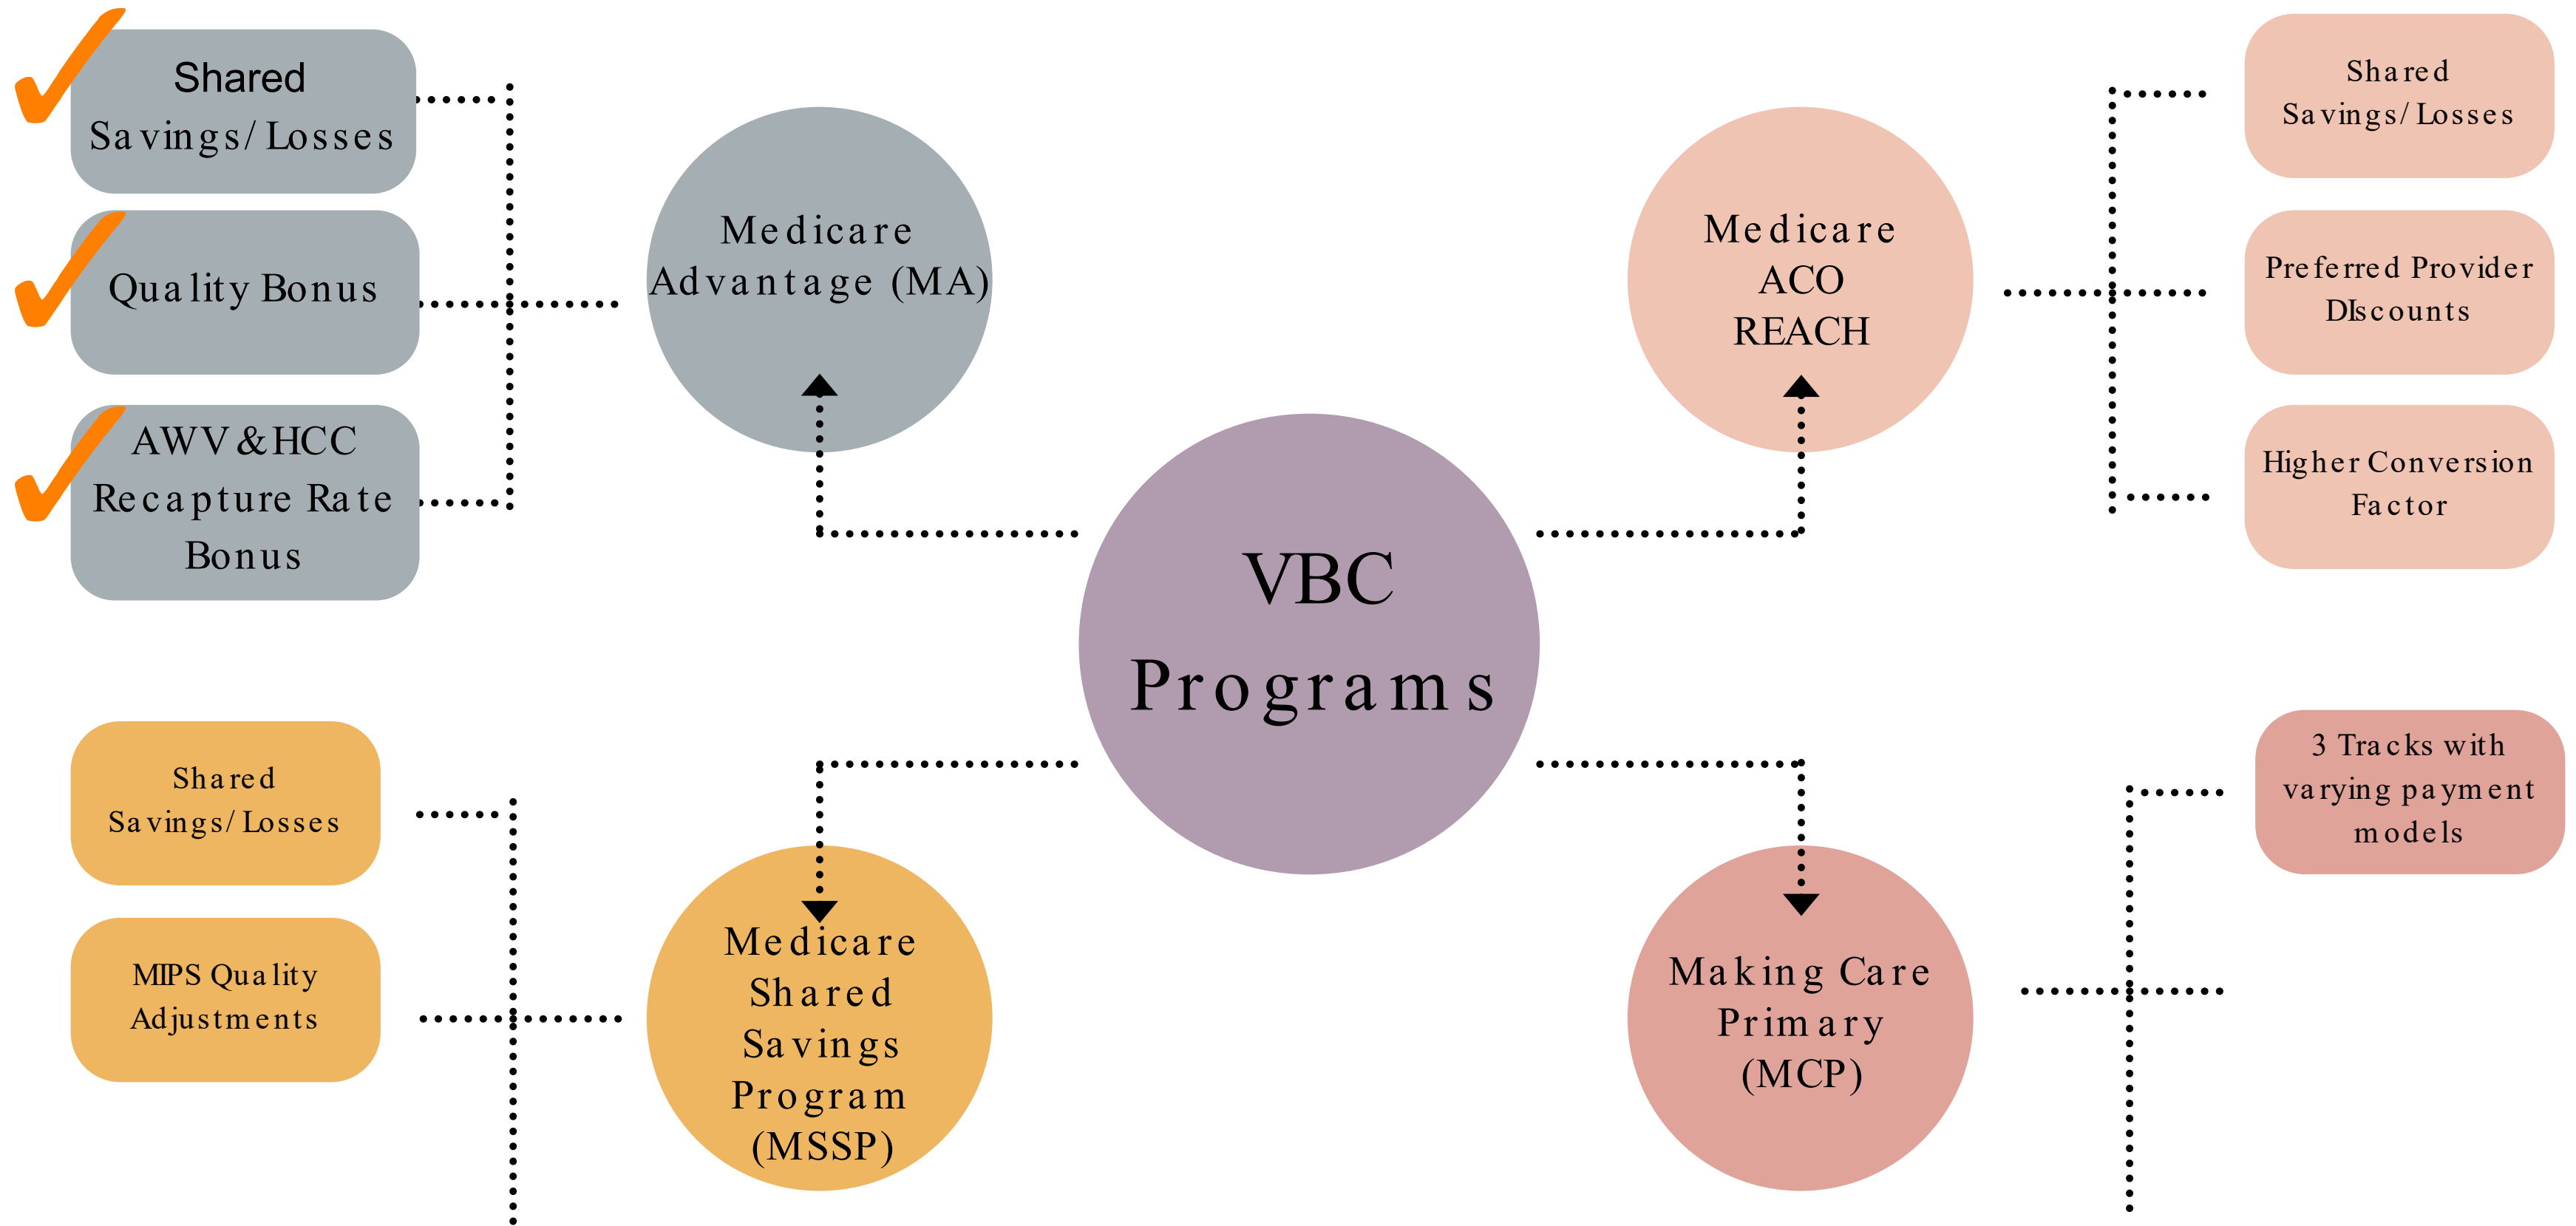 Shared
Savings/Losses
Quality Bonus
AWV & HCC
Recapture Rate
Bonus
Medicare
Advantage (MA)
Medicare
ACO
REACH
Shared
Savings/Losses
Preferred Provider
DIscounts
Higher Conversion
Factor
VBC
Programs
Shared
Savings/Losses
MIPS Quality
Adjustments
Medicare
Shared
Savings
Program
(MSSP)
Making Care
Primary
(MCP)
3 Tracks with
varying payment
models